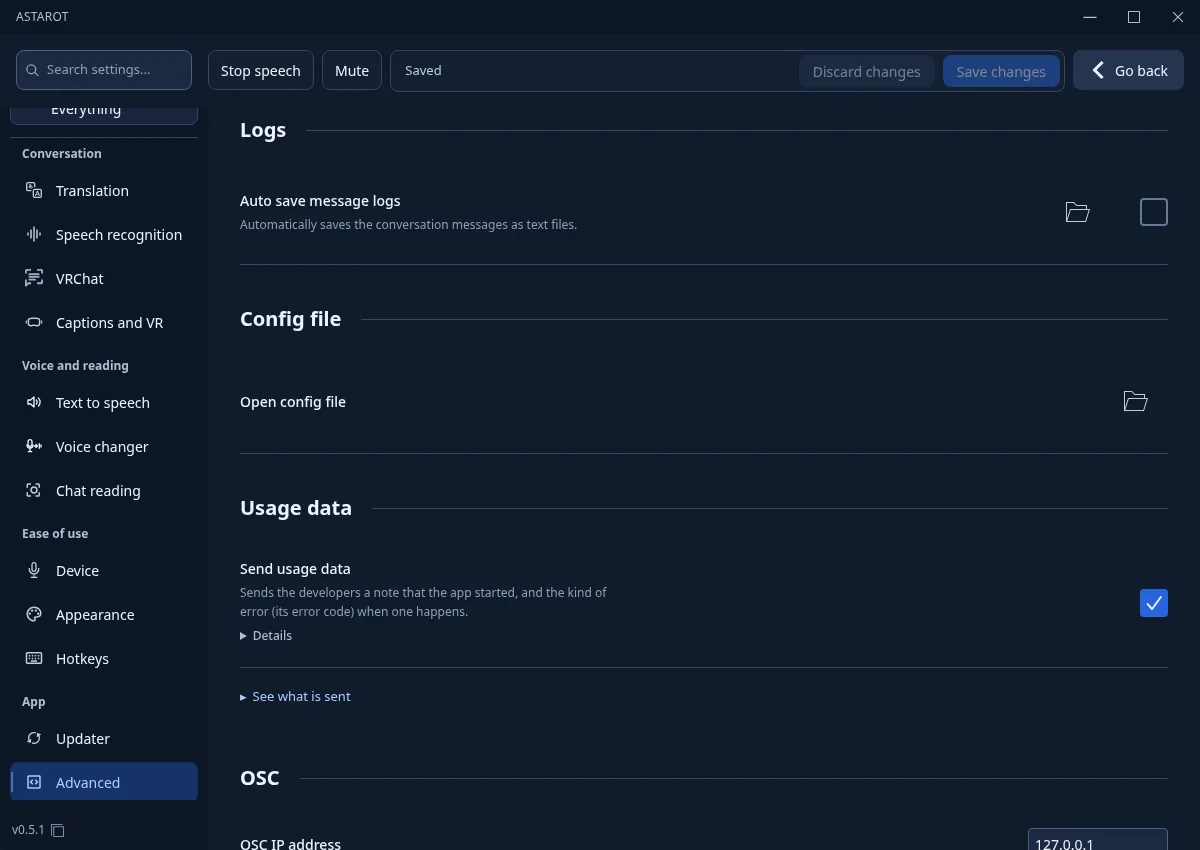 ASTAROT
Search settings...
Stop speech
Mute
Saved
Discard changes
Save changes
Go back
Everything
Conversation
Translation
Speech recognition
VRChat
Captions and VR
Voice and reading
Text to speech
Voice changer
Chat reading
Ease of use
Device
Appearance
Hotkeys
App
Updater
Advanced
v0.5.1
Logs
Auto save message logs
Automatically saves the conversation messages as text files.
Config file
Open config file
Usage data
Send usage data
Sends the developers a note that the app started, and the kind of
error (its error code) when one happens.
Details
See what is sent
OSC
OSC IP address
127.0.0.1